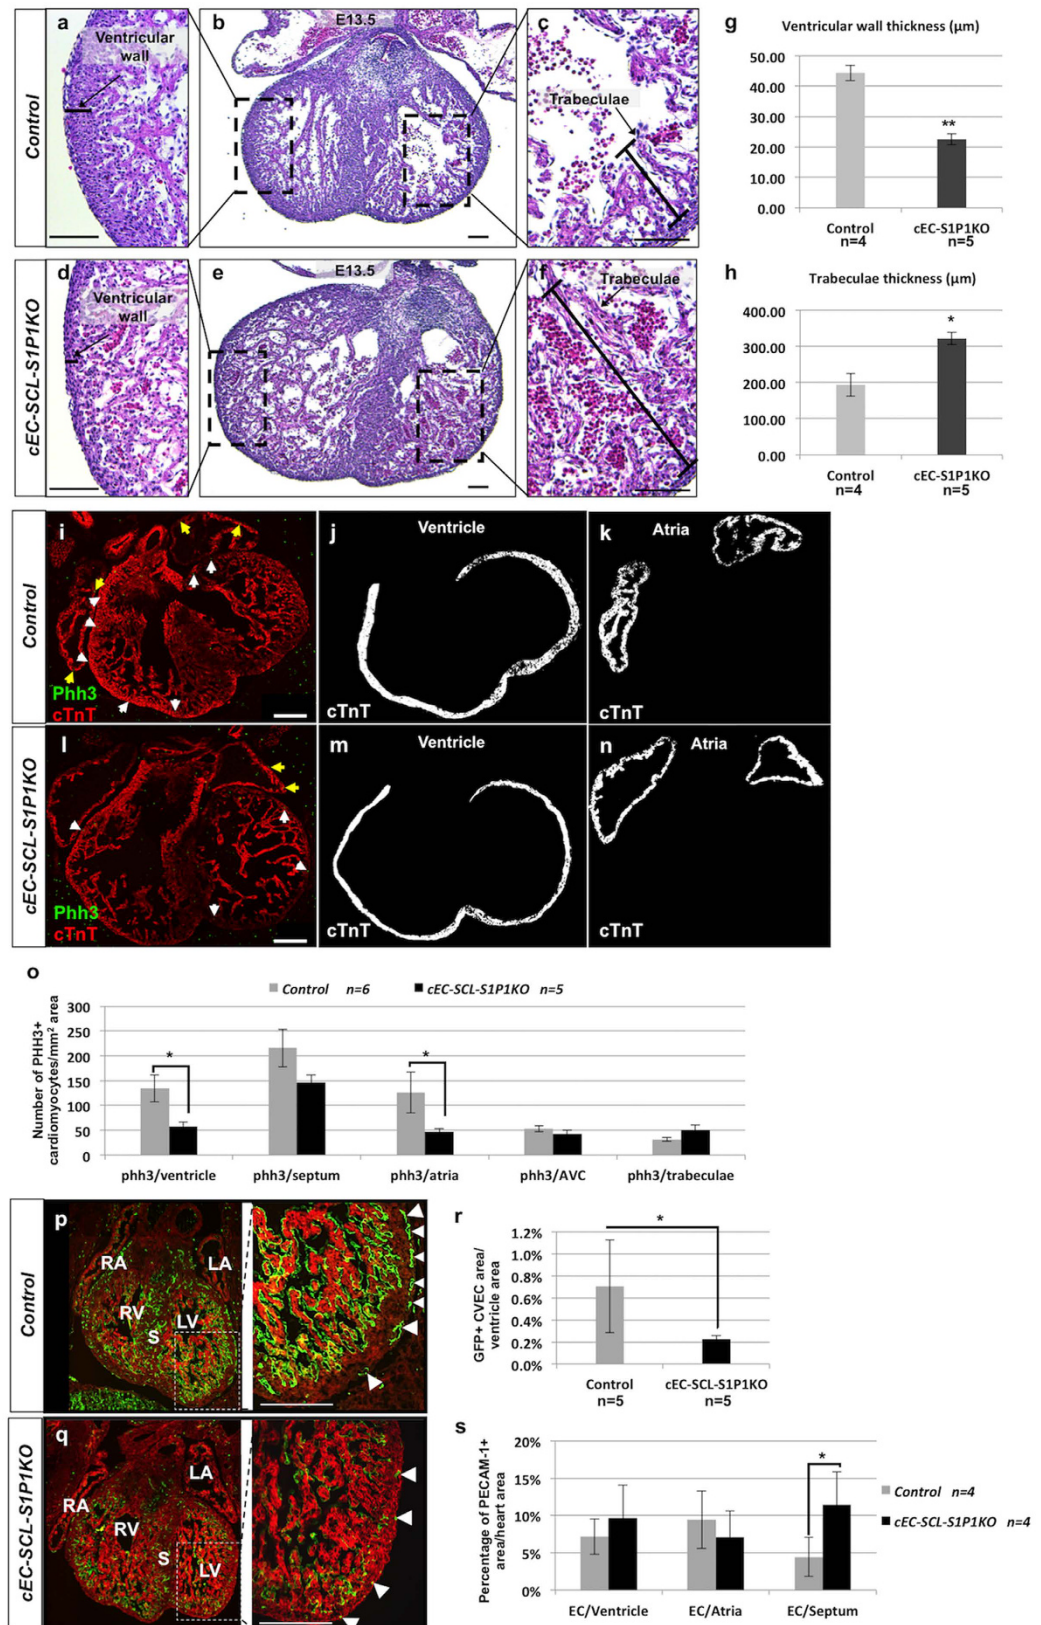 a
Ventricular
wall
b
E13.5
c
Trabeculae
Control
g
Ventricular wall thickness (µm)
50.00
40.00
30.00
20.00
10.00
0.00
**
Control
n=4
cEC-S1P1KO
n=5
d
Ventricular
wall
e
E13.5
f
Trabeculae
cEC-SCL-S1P1KO
h
Trabeculae thickness (µm)
400.00
300.00
200.00
100.00
0.00
*
Control
n=4
cEC-S1P1KO
n=5
i
Control
Phh3
cTnT
j
Ventricle
cTnT
k
Atria
cTnT
l
cEC-SCL-S1P1KO
Phh3
cTnT
m
Ventricle
cTnT
n
Atria
cTnT
o
Control n=6
cEC-SCL-S1P1KO n=5
Number of PHH3+
cardiomyocytes/mm² area
300
250
200
150
100
50
0
*
*
phh3/ventricle
phh3/septum
phh3/atria
phh3/AVC
phh3/trabeculae
p
Control
RA
LA
RV
LV
S
r
GFP+ CVEC area/
ventricle area
1.2%
1.0%
0.8%
0.6%
0.4%
0.2%
0.0%
*
Control
n=5
cEC-SCL-S1P1KO
n=5
q
cEC-SCL-S1P1KO
LA
RA
RV
S
LV
s
Percentage of PECAM-1+
area/heart area
20%
15%
10%
5%
0%
*
Control n=4
cEC-SCL-S1P1KO n=4
EC/Ventricle
EC/Atria
EC/Septum